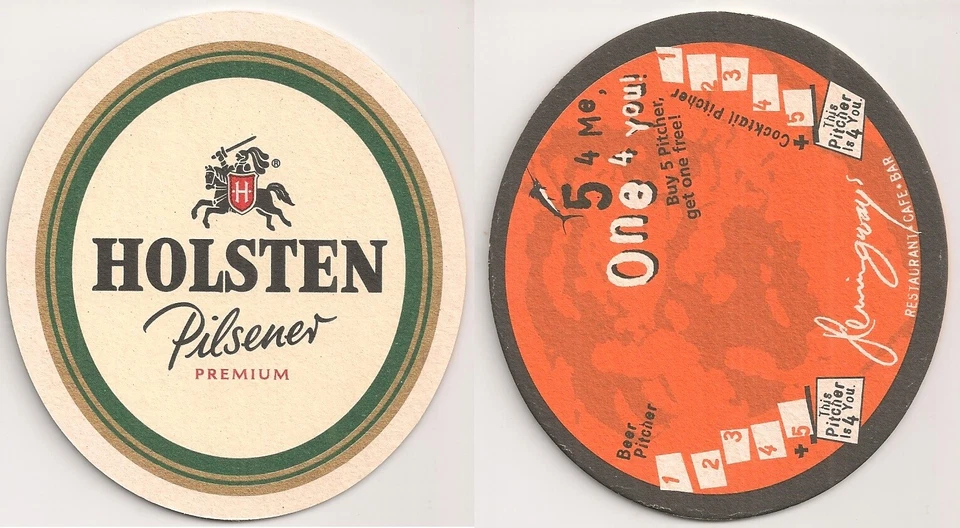 H
®
HOLSTEN
Pilsener
PREMIUM
5 4 Me,
One 4 You!
Buy 5 Pitcher,
get one free!
1 2 3 4 5 +
Cocktail Pitcher
This
Pitcher
Is 4 You.
Hemingway's
RESTAURANT CAFE•BAR
Beer
Pitcher
1 2 3 4 5 +
This
Pitcher
Is 4 You.